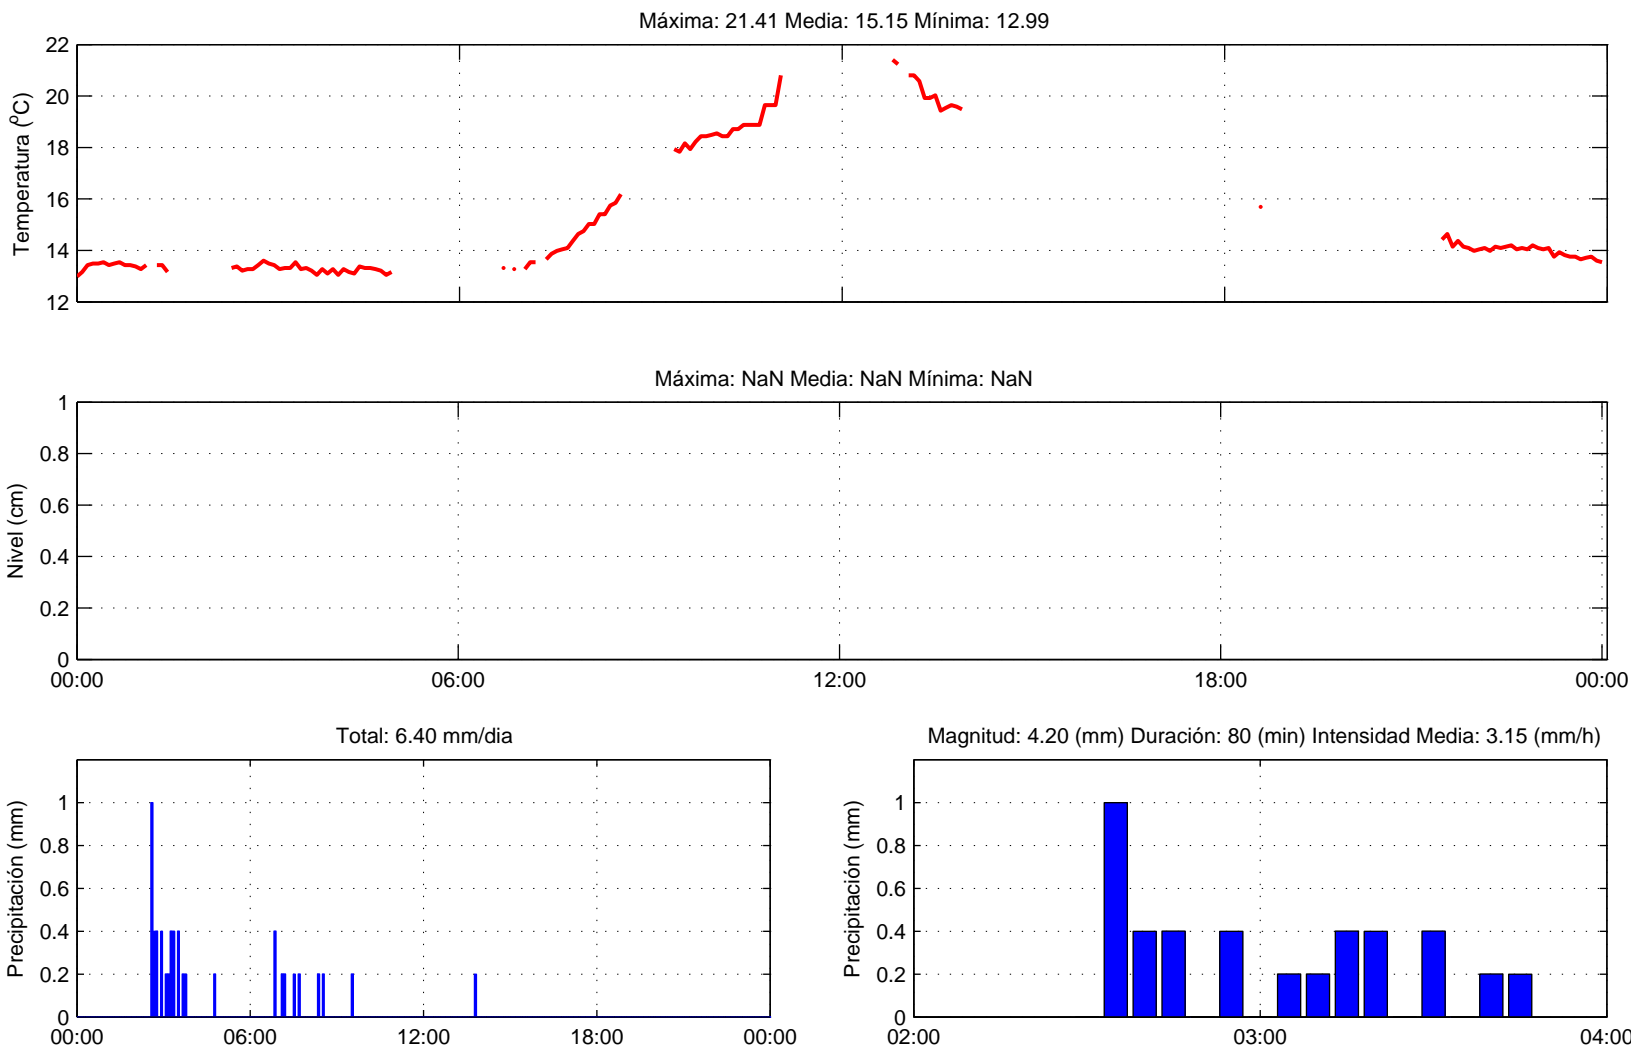 Máxima: 21.41 Media: 15.15 Mínima: 12.99
Temperatura (ºC)
22
20
18
16
14
12
Máxima: NaN Media: NaN Mínima: NaN
Nivel (cm)
1
0.8
0.6
0.4
0.2
0
00:00 06:00 12:00 18:00 00:00
Total: 6.40 mm/dia
Precipitación (mm)
1
0.8
0.6
0.4
0.2
0
00:00 06:00 12:00 18:00 00:00
Magnitud: 4.20 (mm) Duración: 80 (min) Intensidad Media: 3.15 (mm/h)
Precipitación (mm)
1
0.8
0.6
0.4
0.2
0
02:00 03:00 04:00